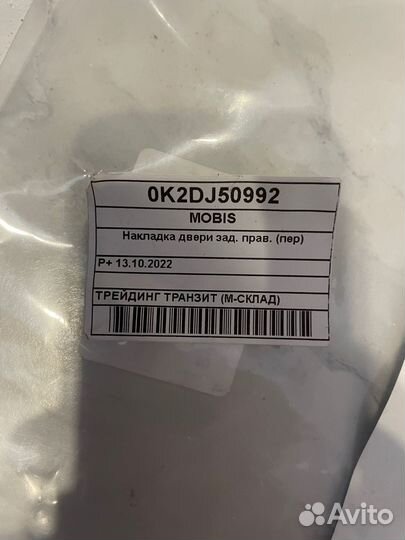 0K2DJ50992
MOBIS
Накладка двери зад. прав. (пер)
P+ 13.10.2022
ТРЕЙДИНГ ТРАНЗИТ (М-СКЛАД)
Avito